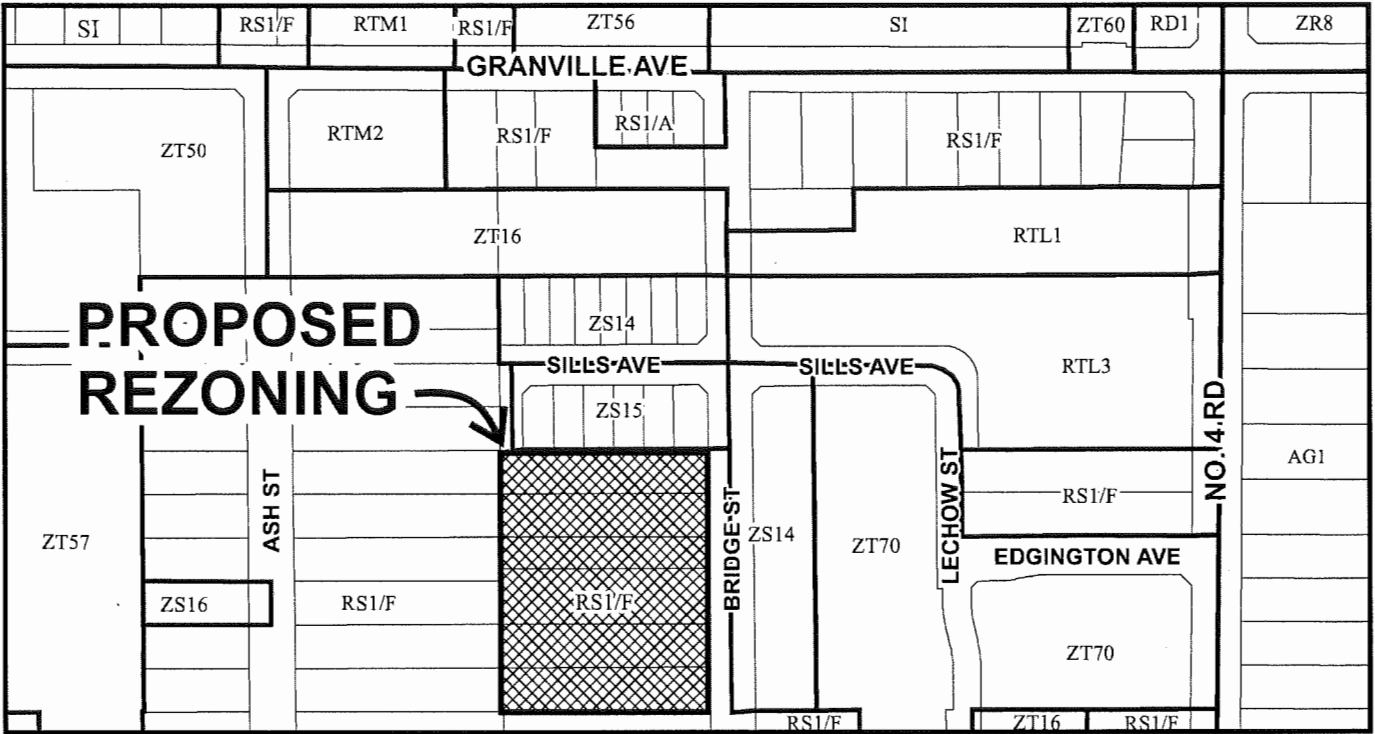 SI
RS1/F
RTM1
RS1/F
ZT56
SI
ZT60
RD1
ZR8
GRANVILLE AVE
ZT50
RTM2
RS1/F
RS1/A
RS1/F
ZT16
RTL1
PROPOSED
REZONING
ZS14
SILLS AVE
SILLS AVE
RTL3
ZS15
NO. 4 RD
AG1
ASH ST
BRIDGE ST
LECHOW ST
RS1/F
ZT57
ZS14
ZT70
EDGINGTON AVE
ZS16
RS1/F
RS1/F
ZT70
RS1/F
ZT16
RS1/F